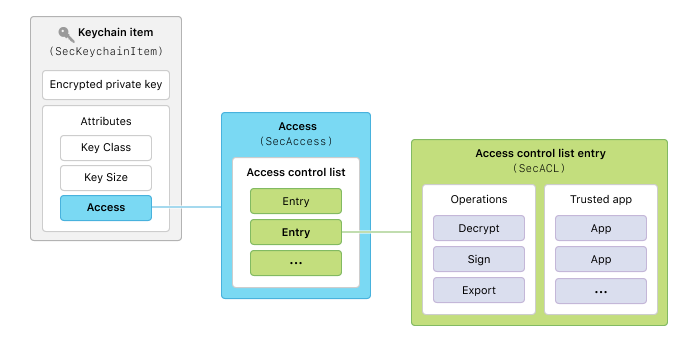 Keychain item
(SecKeychainItem)
Encrypted private key
Attributes
Key Class
Key Size
Access
Access
(SecAccess)
Access control list
Entry
Entry
...
Access control list entry
(SecACL)
Operations
Decrypt
Sign
Export
Trusted app
App
App
...